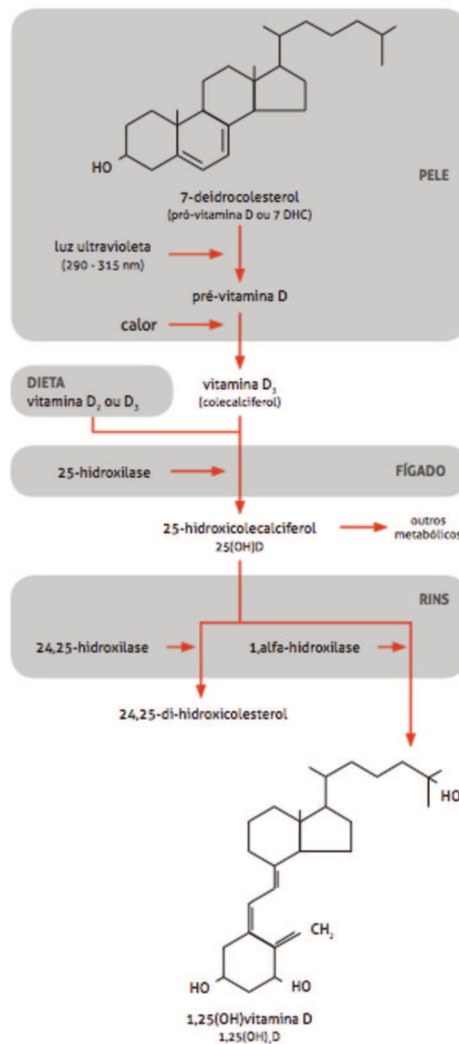 HO
PELE
7-deidrocolesterol
(pró-vitamina D ou 7 DHC)
luz ultravioleta
(290 - 315 nm)
pré-vitamina D
calor
DIETA
vitamina D₂ ou D₃
vitamina D₃
(colecalciferol)
25-hidroxilase
FÍGADO
25-hidroxicolecalciferol
25(OH)D
outros
metabólicos
RINS
24,25-hidroxilase
1,alfa-hidroxilase
24,25-di-hidroxicolesterol
HO
CH₂
HO
HO
1,25(OH)vitamina D
1,25(OH)₂D